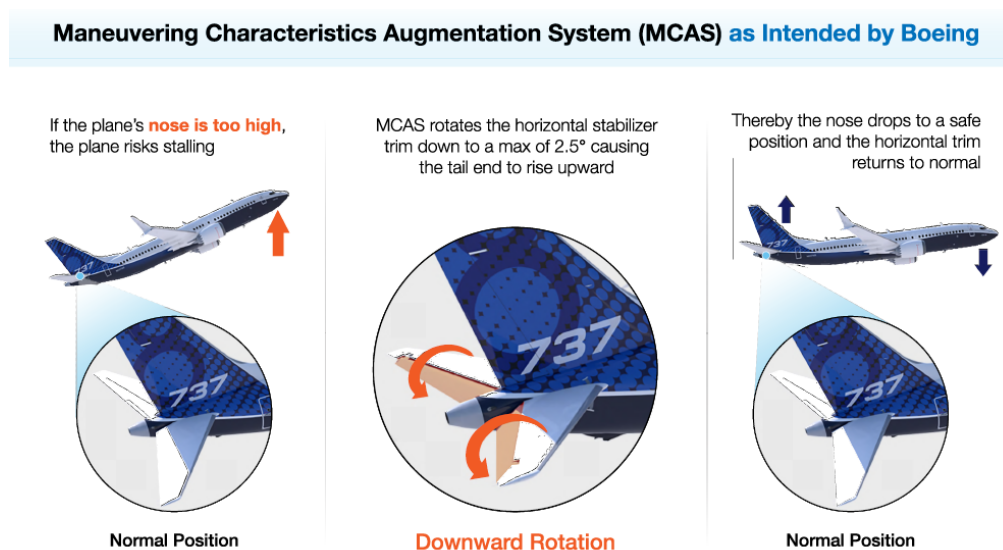 Maneuvering Characteristics Augmentation System (MCAS) as Intended by Boeing
If the plane's nose is too high,
the plane risks stalling
737
737
Normal Position
MCAS rotates the horizontal stabilizer
trim down to a max of 2.5° causing
the tail end to rise upward
737
Downward Rotation
Thereby the nose drops to a safe
position and the horizontal trim
returns to normal
737
737
Normal Position